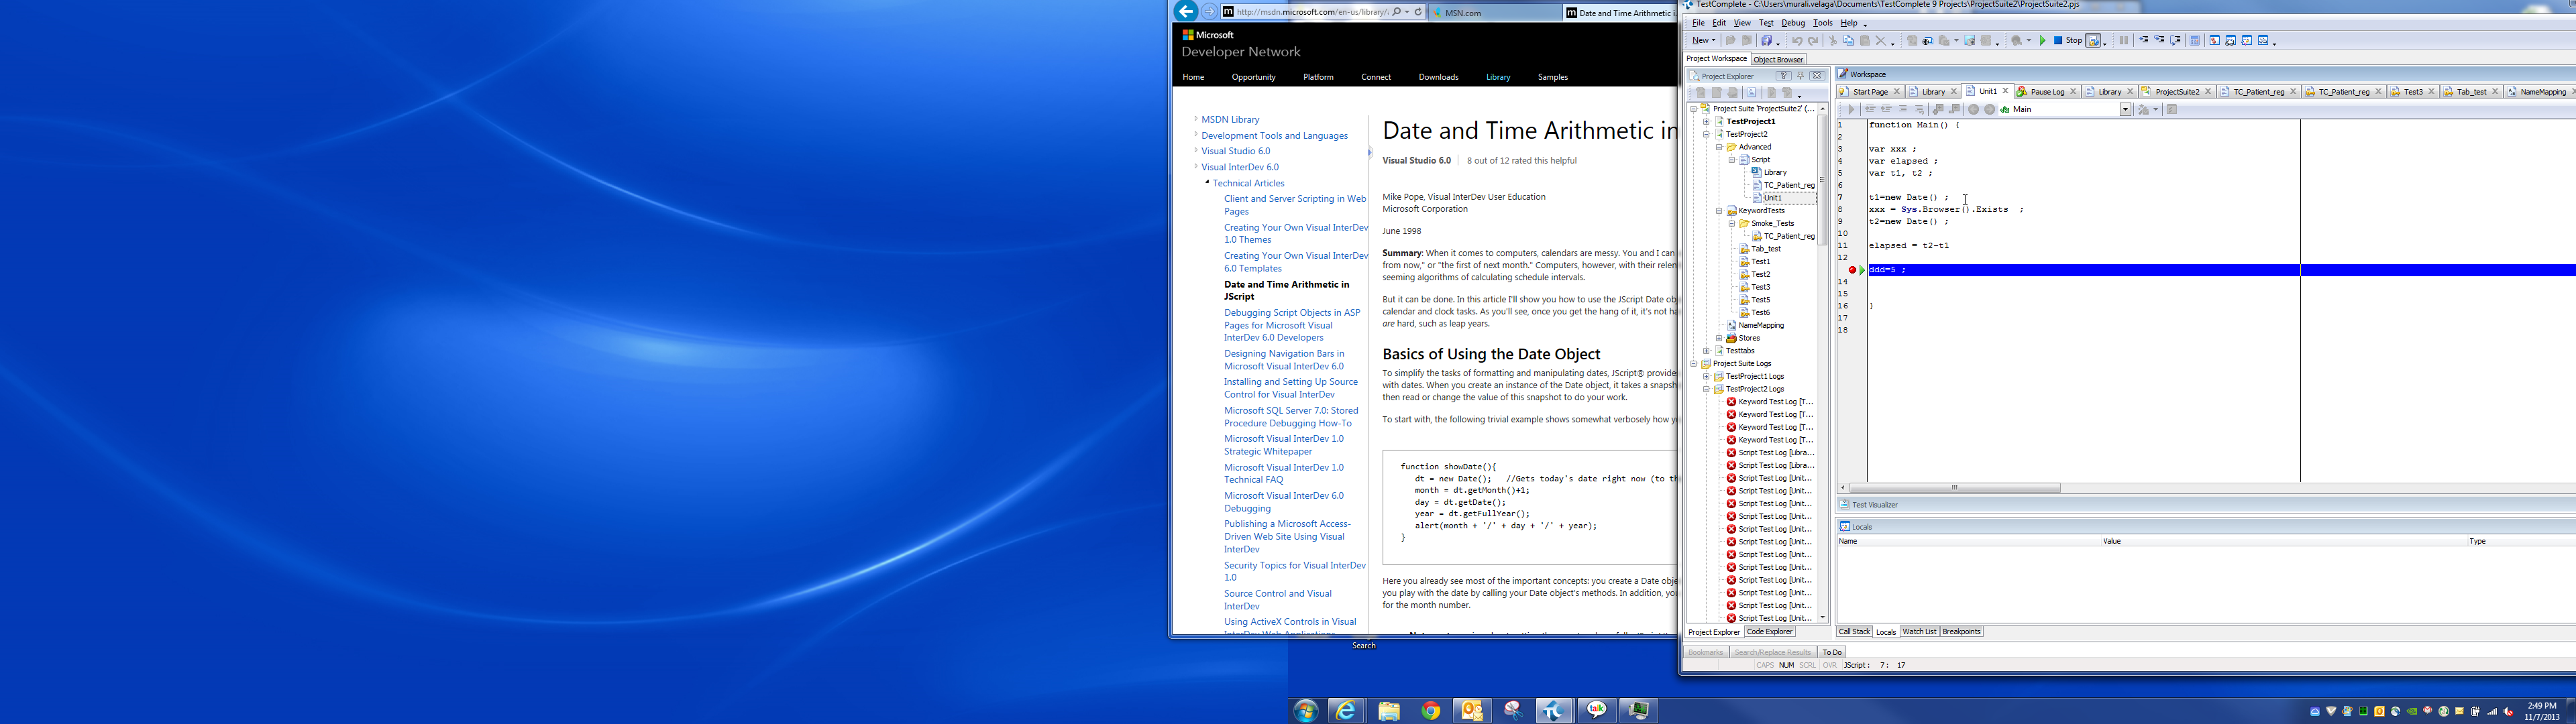 http://msdn.microsoft.com/en-us/library/
MSN.com
Date and Time Arithmetic i...
Microsoft
Developer Network
Home Opportunity Platform Connect Downloads Library Samples
MSDN Library
Development Tools and Languages
Visual Studio 6.0
Visual InterDev 6.0
Technical Articles
Client and Server Scripting in Web
Pages
Creating Your Own Visual InterDev
1.0 Themes
Creating Your Own Visual InterDev
6.0 Templates
Date and Time Arithmetic in
JScript
Debugging Script Objects in ASP
Pages for Microsoft Visual
InterDev 6.0 Developers
Designing Navigation Bars in
Microsoft Visual InterDev 6.0
Installing and Setting Up Source
Control for Visual InterDev
Microsoft SQL Server 7.0: Stored
Procedure Debugging How-To
Microsoft Visual InterDev 1.0
Strategic Whitepaper
Microsoft Visual InterDev 1.0
Technical FAQ
Microsoft Visual InterDev 6.0
Debugging
Publishing a Microsoft Access-
Driven Web Site Using Visual
InterDev
Security Topics for Visual InterDev
1.0
Source Control and Visual
InterDev
Using ActiveX Controls in Visual
Date and Time Arithmetic in
Visual Studio 6.0 8 out of 12 rated this helpful
Mike Pope, Visual InterDev User Education
Microsoft Corporation
June 1998
Summary: When it comes to computers, calendars are messy. You and I can
from now," or "the first of next month." Computers, however, with their relen
seeming algorithms of calculating schedule intervals.
But it can be done. In this article I'll show you how to use the JScript Date obj
calendar and clock tasks. As you'll see, once you get the hang of it, it's not ha
are hard, such as leap years.
Basics of Using the Date Object
To simplify the tasks of formatting and manipulating dates, JScript® provide
with dates. When you create an instance of the Date object, it takes a snapsh
then read or change the value of this snapshot to do your work.
To start with, the following trivial example shows somewhat verbosely how y
function showDate(){
dt = new Date(); //Gets today's date right now (to th
month = dt.getMonth()+1;
day = dt.getDate();
year = dt.getFullYear();
alert(month + '/' + day + '/' + year);
}
Here you already see most of the important concepts: you create a Date obje
you play with the date by calling your Date object's methods. In addition, yo
for the month number.
Search
TestComplete - C:\Users\murali.velaga\Documents\TestComplete 9 Projects\ProjectSuite2\ProjectSuite2.pjs
File Edit View Test Debug Tools Help
New Stop
Project Workspace Object Browser
Project Explorer
Project Suite 'ProjectSuite2' (...
TestProject1
TestProject2
Advanced
Script
Library
TC_Patient_reg
Unit1
KeywordTests
Smoke_Tests
TC_Patient_reg
Tab_test
Test1
Test2
Test3
Test5
Test6
NameMapping
Stores
Testtabs
Project Suite Logs
TestProject1 Logs
TestProject2 Logs
Keyword Test Log [T...
Keyword Test Log [T...
Keyword Test Log [T...
Keyword Test Log [T...
Script Test Log [Libra...
Script Test Log [Libra...
Script Test Log [Unit...
Script Test Log [Unit...
Script Test Log [Unit...
Script Test Log [Unit...
Script Test Log [Unit...
Script Test Log [Unit...
Script Test Log [Unit...
Script Test Log [Unit...
Script Test Log [Unit...
Script Test Log [Unit...
Script Test Log [Unit...
Script Test Log [Unit...
Project Explorer Code Explorer
Workspace
Start Page Library Unit1 Pause Log Library ProjectSuite2 TC_Patient_reg TC_Patient_reg Test3 Tab_test NameMapping
Main
1 function Main() {
2
3 var xxx ;
4 var elapsed ;
5 var t1, t2 ;
6
7 t1=new Date() ;
8 xxx = Sys.Browser().Exists ;
9 t2=new Date() ;
10
11 elapsed = t2-t1
12
ddd=5 ;
14
15
16 }
17
18
Test Visualizer
Locals
Name Value Type
Call Stack Locals Watch List Breakpoints
Bookmarks Search/Replace Results To Do
CAPS NUM SCRL OVR JScript : 7: 17
talk
2:49 PM
11/7/2013